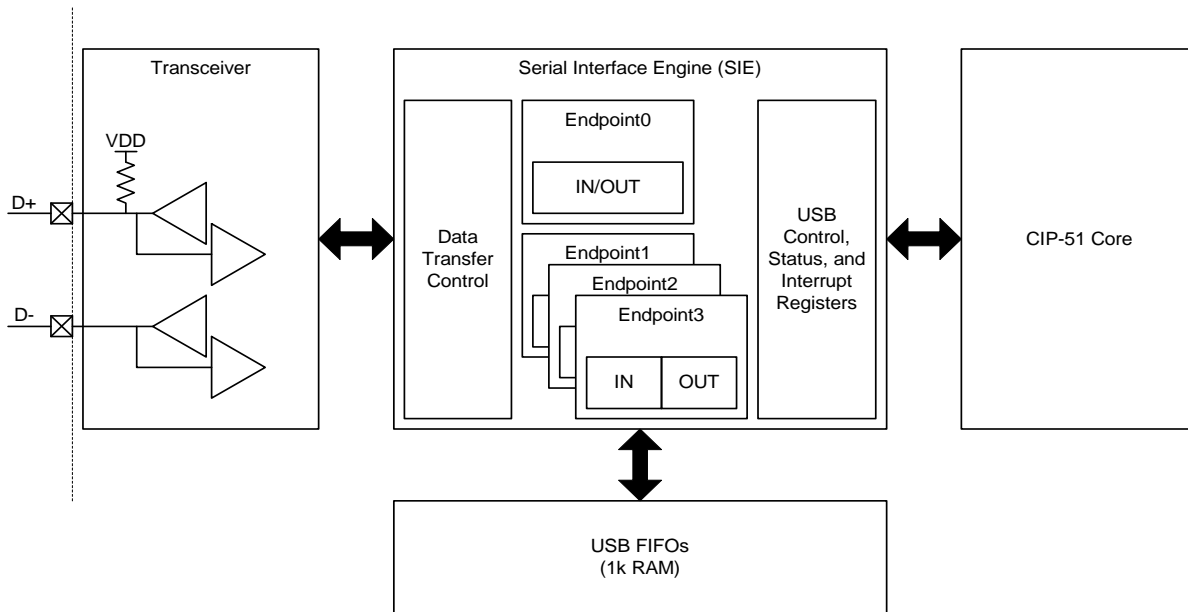 Transceiver
VDD
D+
D-
Serial Interface Engine (SIE)
Data
Transfer
Control
Endpoint0
IN/OUT
Endpoint1
Endpoint2
Endpoint3
IN
OUT
USB
Control,
Status, and
Interrupt
Registers
CIP-51 Core
USB FIFOs
(1k RAM)